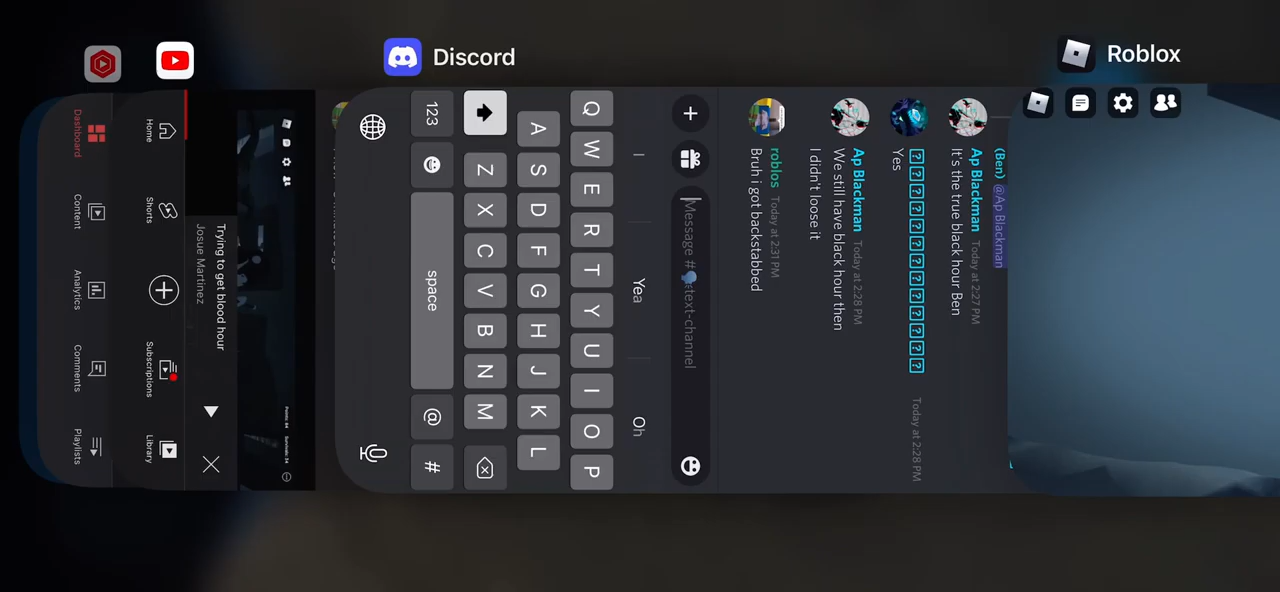 Discord
Roblox
Dashboard
Content
Analytics
Comments
Playlists
Home
Shorts
Subscriptions
Library
Trying to get blood hour
Josue Martinez
(Ben) @Ap Blackman
Ap Blackman Today at 2:27 PM
It's the true black hour Ben
Today at 2:28 PM
Yes
Ap Blackman Today at 2:28 PM
We still have black hour then
I didn't loose it
roblos Today at 2:31 PM
Bruh i got backstabbed
Message #🗣text-channel
I Yea Oh
Q W E R T Y U I O P
A S D F G H J K L
Z X C V B N M
123 space @ #